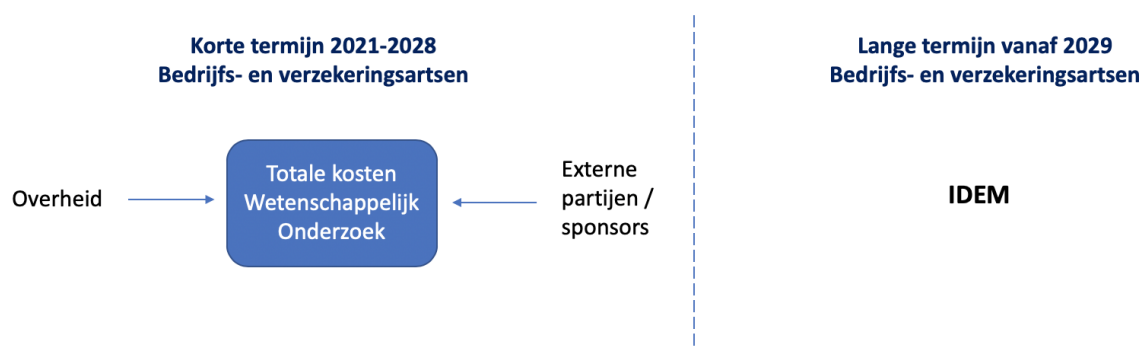 Korte termijn 2021-2028
Bedrijfs- en verzekeringsartsen
Overheid
Totale kosten
Wetenschappelijk
Onderzoek
Externe
partijen /
sponsors
Lange termijn vanaf 2029
Bedrijfs- en verzekeringsartsen
IDEM